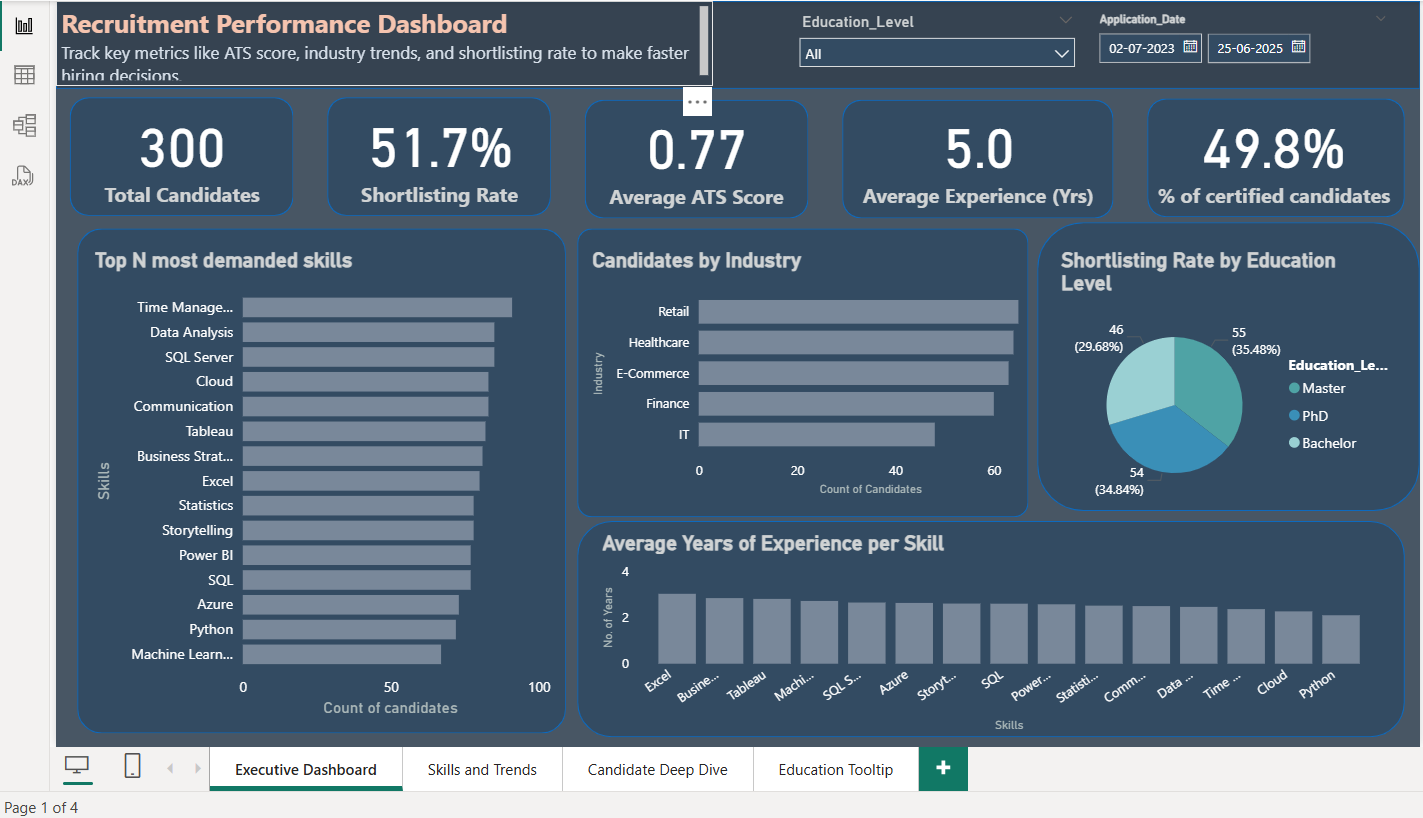 Recruitment Performance Dashboard
Track key metrics like ATS score, industry trends, and shortlisting rate to make faster
hiring decisions.
Education_Level
All
Application_Date
02-07-2023
25-06-2025
DAX
...
300
Total Candidates
51.7%
Shortlisting Rate
0.77
Average ATS Score
5.0
Average Experience (Yrs)
49.8%
% of certified candidates
Top N most demanded skills
Skills
Time Manage...
Data Analysis
SQL Server
Cloud
Communication
Tableau
Business Strat...
Excel
Statistics
Storytelling
Power BI
SQL
Azure
Python
Machine Learn...
0 50 100
Count of candidates
Candidates by Industry
Industry
Retail
Healthcare
E-Commerce
Finance
IT
0 20 40 60
Count of Candidates
Shortlisting Rate by Education
Level
46
(29.68%)
55
(35.48%)
54
(34.84%)
Education_Le...
Master
PhD
Bachelor
Average Years of Experience per Skill
No. of Years
4
2
0
Excel
Busine...
Tableau
Machi...
SQL S...
Azure
Storyt...
SQL
Power...
Statisti...
Comm...
Data ...
Time ...
Cloud
Python
Skills
Executive Dashboard
Skills and Trends
Candidate Deep Dive
Education Tooltip
+
Page 1 of 4